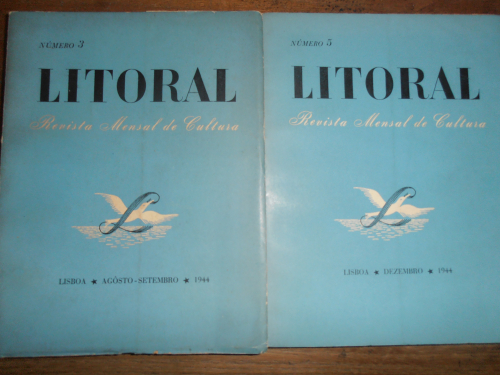 NÚMERO 3
LITORAL
Revista Mensal de Cultura
L
LISBOA ★ AGÔSTO-SETEMBRO ★ 1944
NÚMERO 5
LITORAL
Revista Mensal de Cultura
L
LISBOA ★ DEZEMBRO ★ 1944